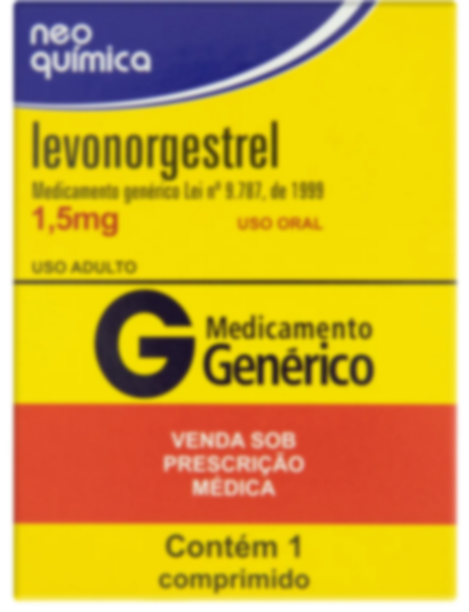 neo
química
levonorgestrel
Medicamento genérico Lei nº 9.787, de 1999
1,5mg
USO ORAL
USO ADULTO
G Medicamento
Genérico
VENDA SOB
PRESCRIÇÃO
MÉDICA
Contém 1
comprimido